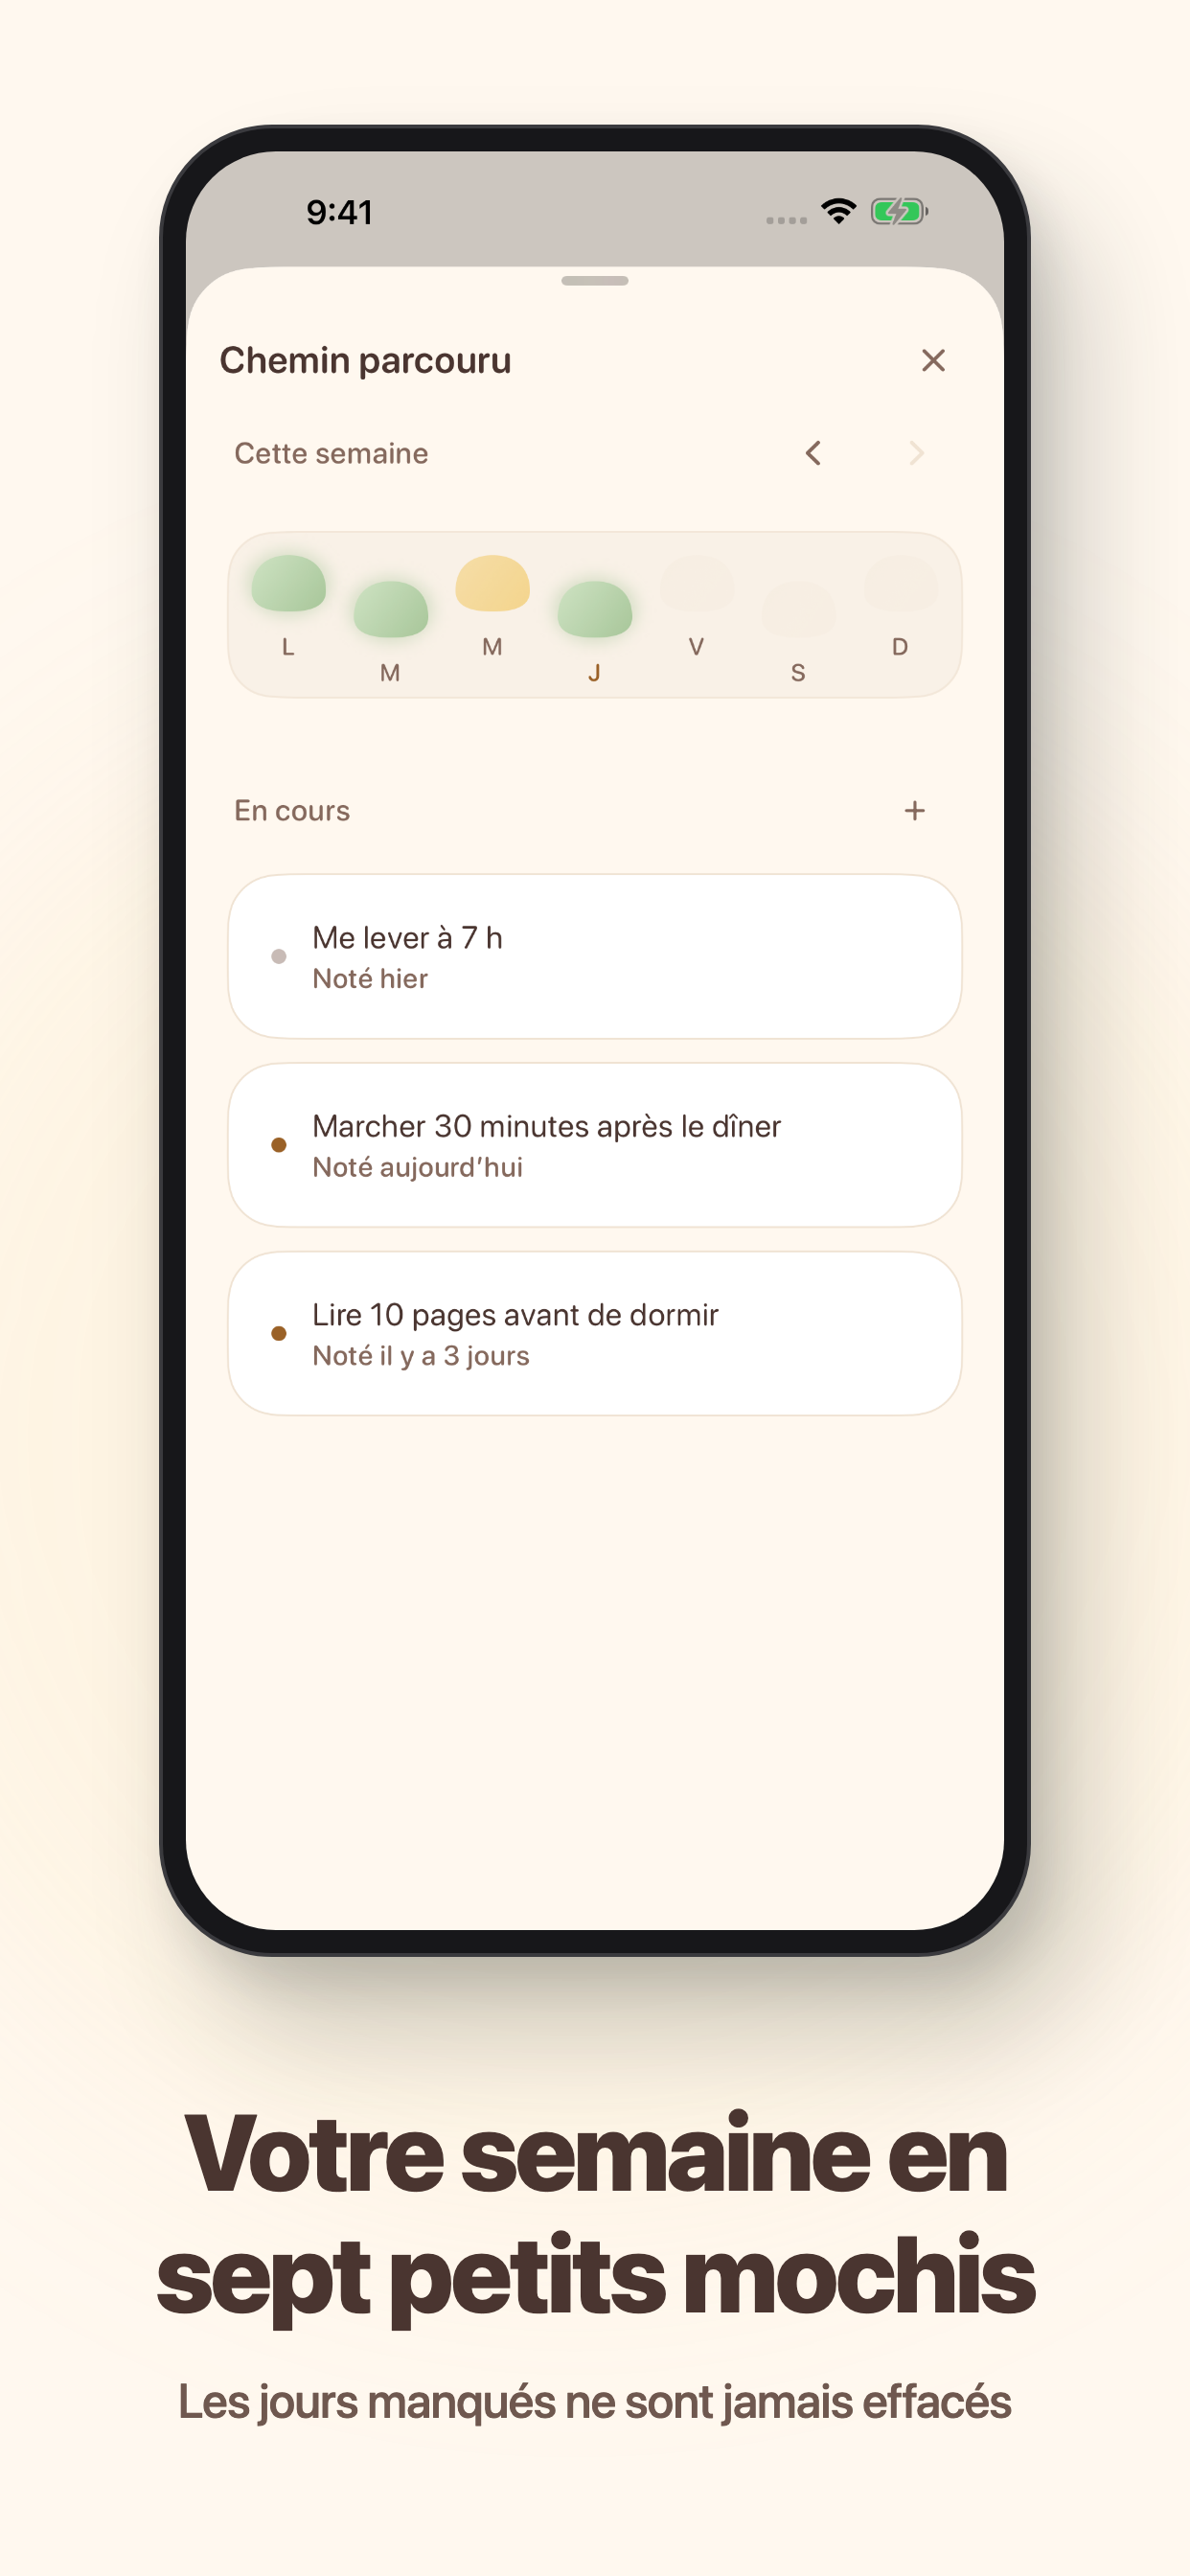 9:41
Chemin parcouru
Cette semaine
L M M J V S D
En cours
Me lever à 7 h
Noté hier
Marcher 30 minutes après le dîner
Noté aujourd’hui
Lire 10 pages avant de dormir
Noté il y a 3 jours
Votre semaine en
sept petits mochis
Les jours manqués ne sont jamais effacés